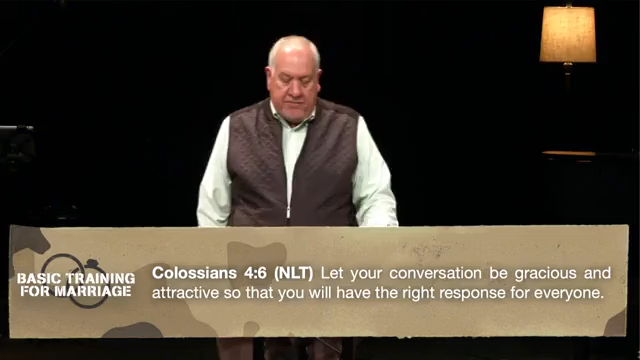 BASIC TRAINING
FOR MARRIAGE
Colossians 4:6 (NLT) Let your conversation be gracious and
attractive so that you will have the right response for everyone.